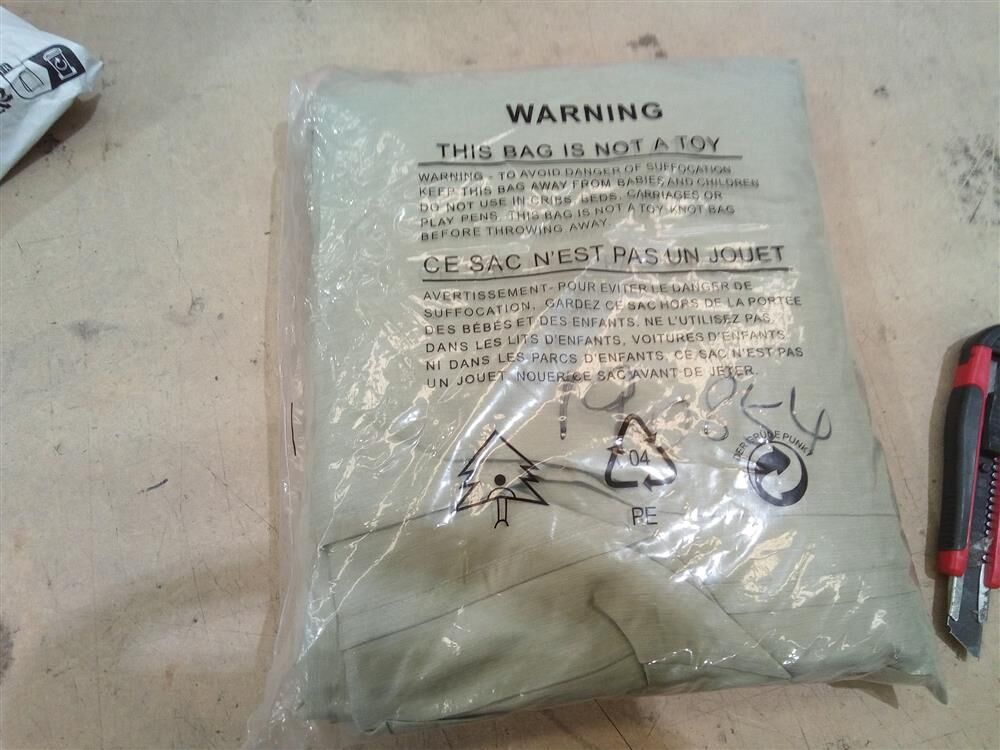 WARNING
THIS BAG IS NOT A TOY
WARNING - TO AVOID DANGER OF SUFFOCATION
KEEP THIS BAG AWAY FROM BABIES AND CHILDREN
DO NOT USE IN CRIBS, BEDS, CARRIAGES OR
PLAY PENS. THIS BAG IS NOT A TOY KNOT BAG
BEFORE THROWING AWAY
CE SAC N'EST PAS UN JOUET
AVERTISSEMENT- POUR EVITER LE DANGER DE
SUFFOCATION, GARDEZ CE SAC HORS DE LA PORTÉE
DES BÉBÉS ET DES ENFANTS. NE L'UTILISEZ PAS
DANS LES LITS D'ENFANTS, VOITURES D'ENFANTS
NI DANS LES PARCS D'ENFANTS, CE SAC N'EST PAS
UN JOUET, NOUER CE SAC AVANT DE JETER.
04
PE